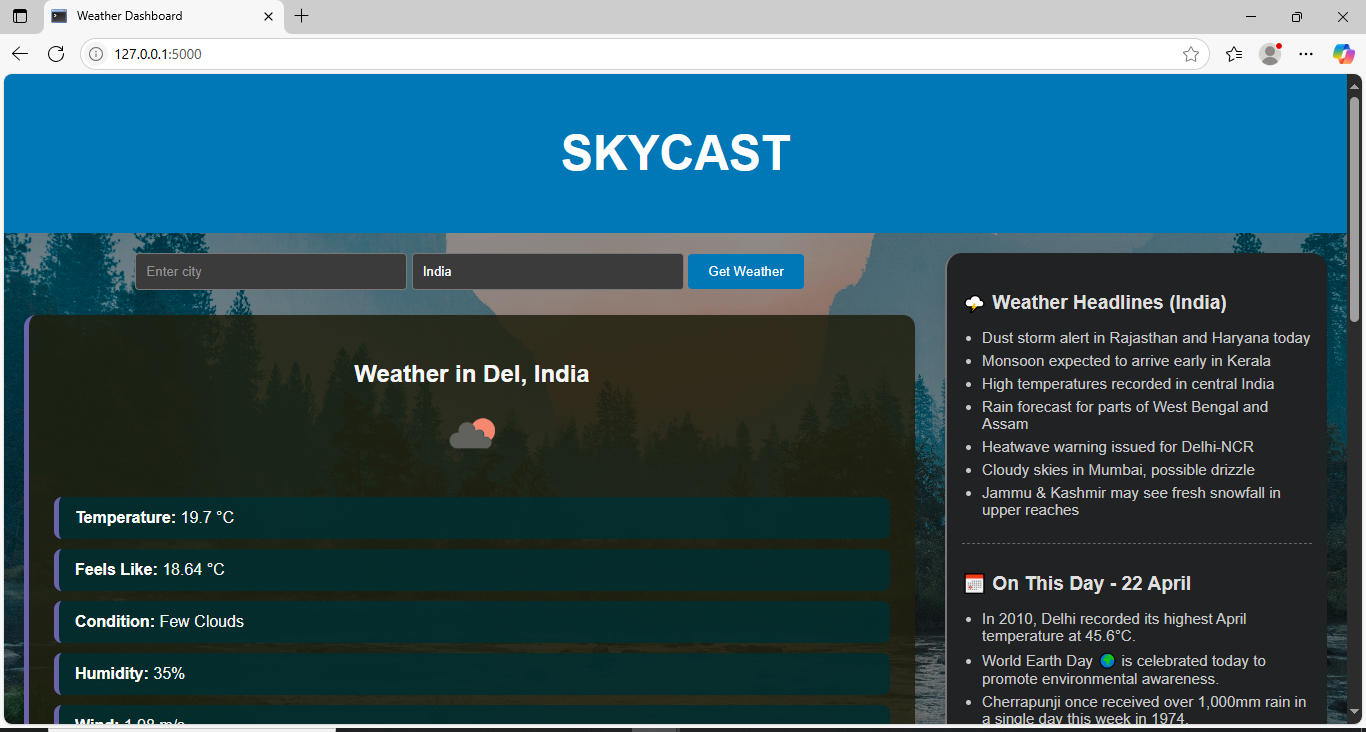 Weather Dashboard
127.0.0.1:5000
SKYCAST
Enter city
India
Get Weather
Weather in Del, India
Temperature: 19.7 °C
Feels Like: 18.64 °C
Condition: Few Clouds
Humidity: 35%
Wind: 1.98 m/s
Weather Headlines (India)
Dust storm alert in Rajasthan and Haryana today
Monsoon expected to arrive early in Kerala
High temperatures recorded in central India
Rain forecast for parts of West Bengal and
Assam
Heatwave warning issued for Delhi-NCR
Cloudy skies in Mumbai, possible drizzle
Jammu & Kashmir may see fresh snowfall in
upper reaches
On This Day - 22 April
In 2010, Delhi recorded its highest April
temperature at 45.6°C.
World Earth Day 🌍 is celebrated today to
promote environmental awareness.
Cherrapunji once received over 1,000mm rain in
a single day this week in 1974.